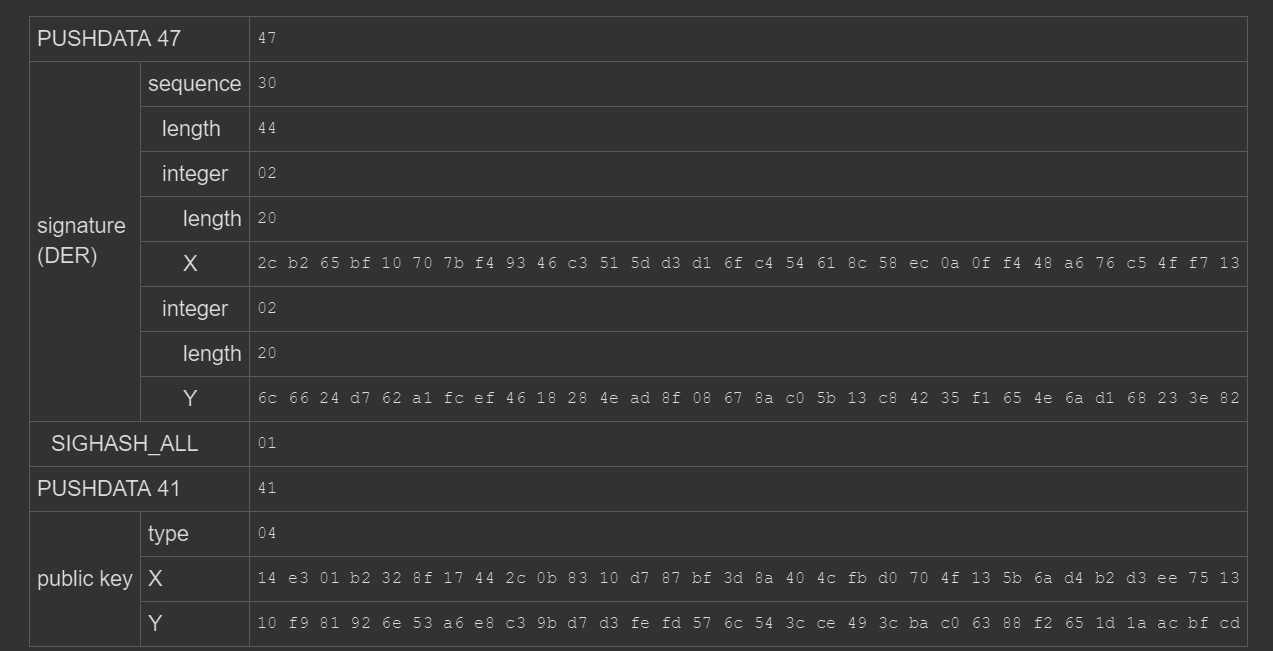 PUSHDATA 47 47
signature (DER) sequence 30
length 44
integer 02
length 20
X 2c b2 65 bf 10 70 7b f4 93 46 c3 51 5d d3 d1 6f c4 54 61 8c 58 ec 0a 0f f4 48 a6 76 c5 4f f7 13
integer 02
length 20
Y 6c 66 24 d7 62 a1 fc ef 46 18 28 4e ad 8f 08 67 8a c0 5b 13 c8 42 35 f1 65 4e 6a d1 68 23 3e 82
SIGHASH_ALL 01
PUSHDATA 41 41
public key type 04
X 14 e3 01 b2 32 8f 17 44 2c 0b 83 10 d7 87 bf 3d 8a 40 4c fb d0 70 4f 13 5b 6a d4 b2 d3 ee 75 13
Y 10 f9 81 92 6e 53 a6 e8 c3 9b d7 d3 fe fd 57 6c 54 3c ce 49 3c ba c0 63 88 f2 65 1d 1a ac bf cd